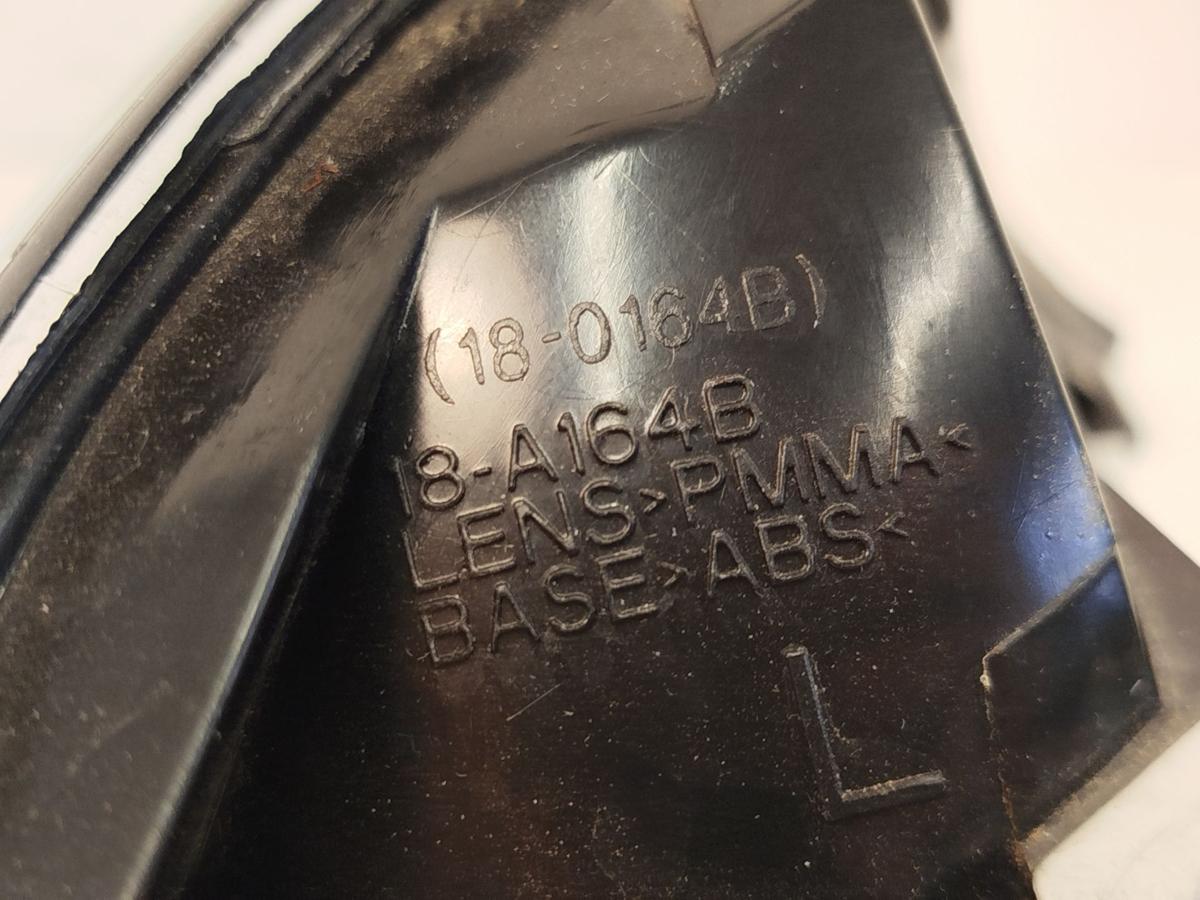 (18-0164B)
18-A164B
LENS>PMMA<
BASE>ABS<
L